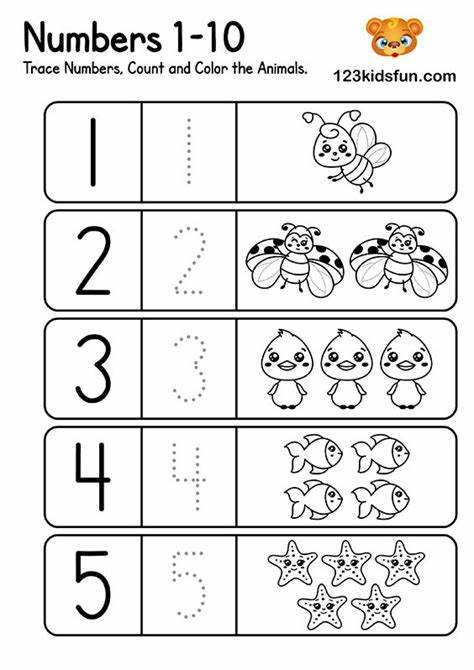 Numbers 1-10
Trace Numbers, Count and Color the Animals.
123kidsfun.com
1 1
2 2
3 3
4 4
5 5